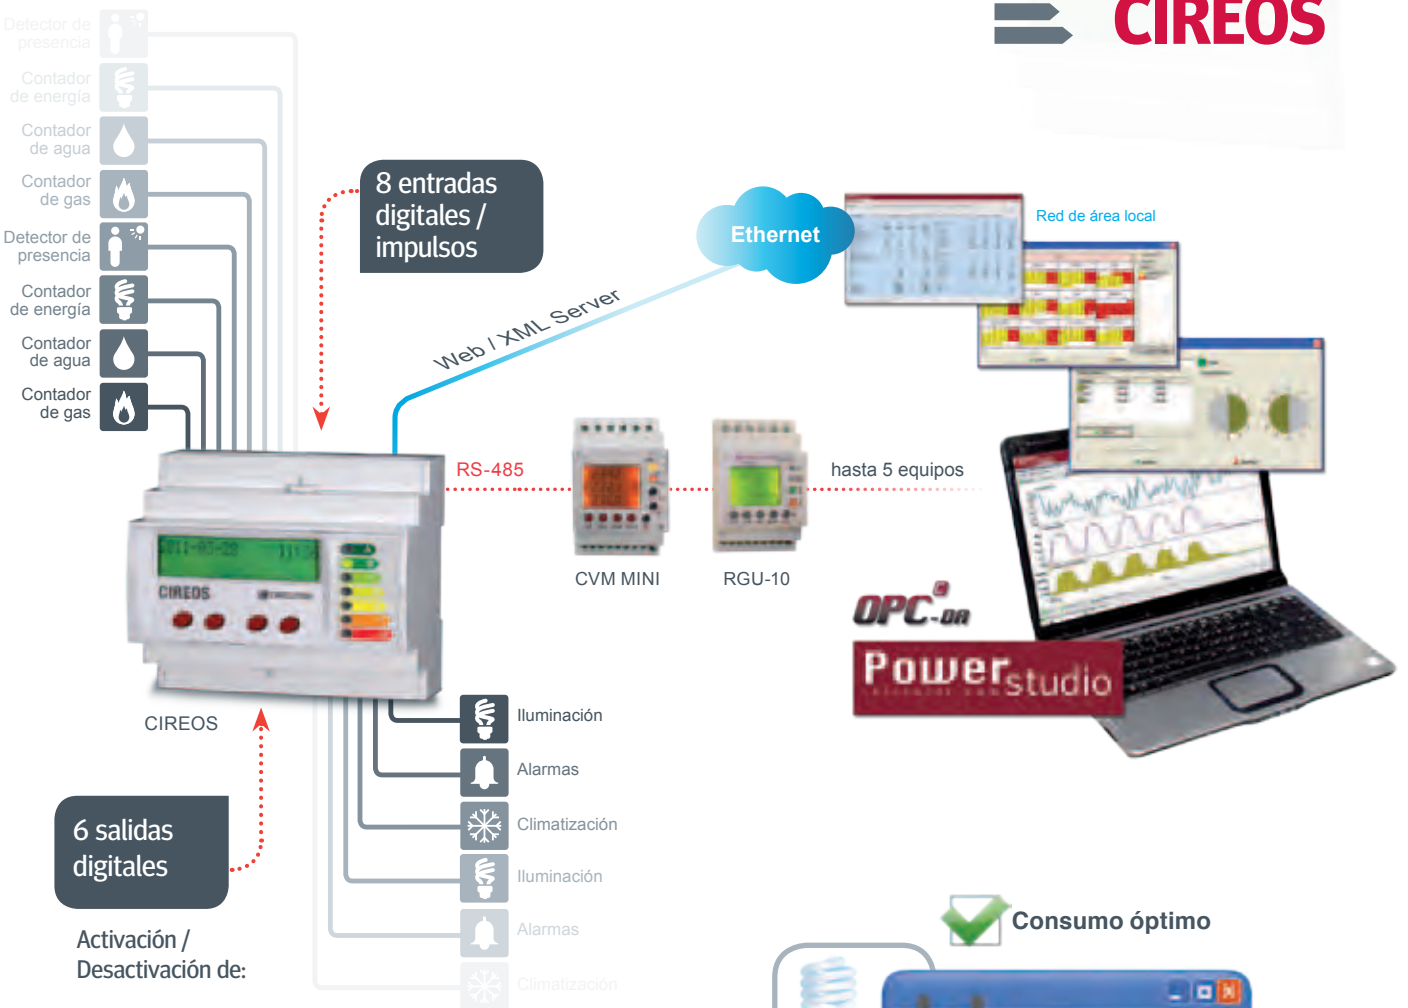 CIREOS
Detector de
presencia
Contador
de energía
Contador
de agua
Contador
de gas
Detector de
presencia
Contador
de energía
Contador
de agua
Contador
de gas
8 entradas
digitales /
impulsos
Ethernet
Red de área local
Web / XML Server
RS-485
hasta 5 equipos
CVM MINI
RGU-10
2011-03-28
CIREOS
CIRCUTOR
CIREOS
OPC-DA
Powerstudio
6 salidas
digitales
Activación /
Desactivación de:
Iluminación
Alarmas
Climatización
Iluminación
Alarmas
Climatización
Consumo óptimo